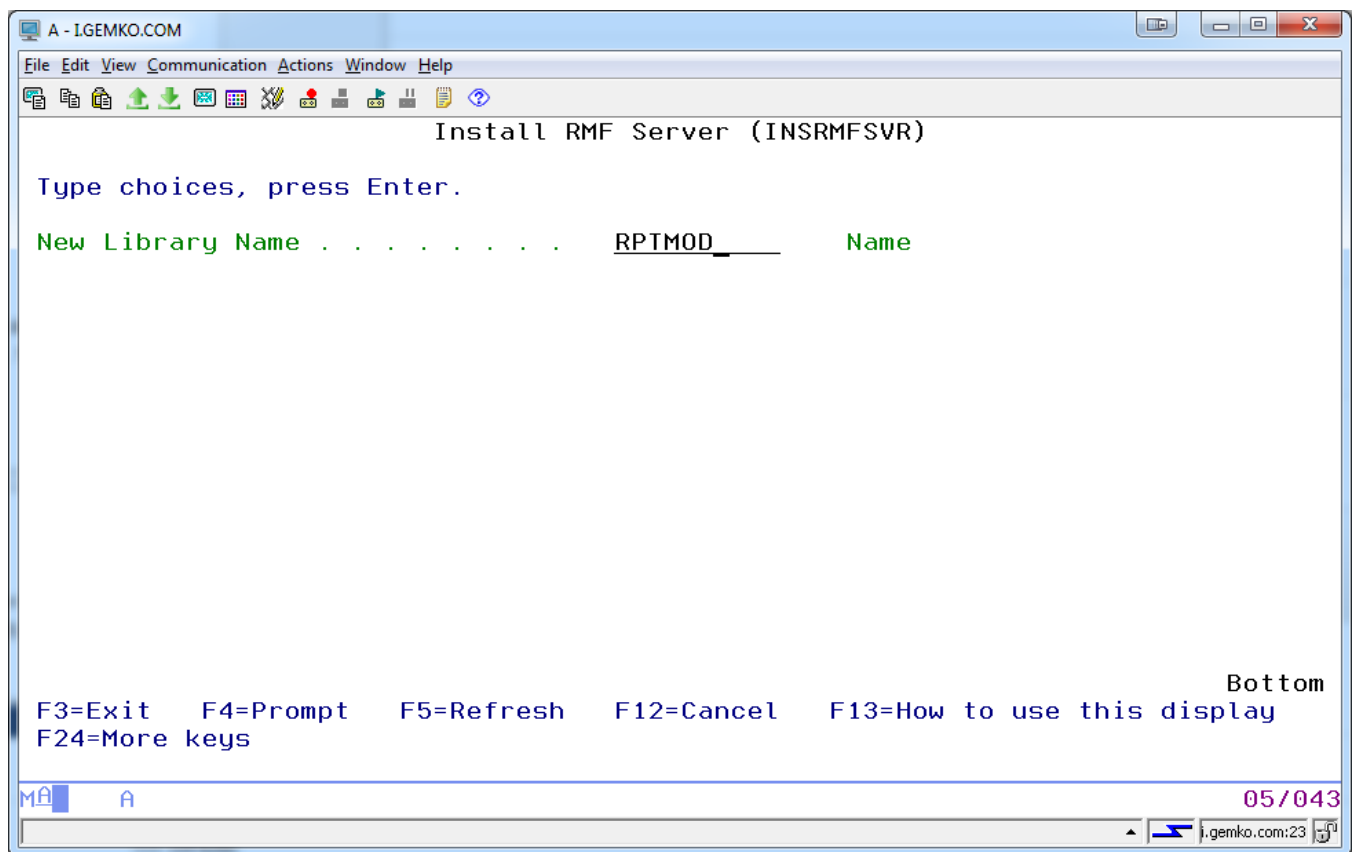 A - I.GEMKO.COM
File Edit View Communication Actions Window Help
Install RMF Server (INSRMFSVR)
Type choices, press Enter.
New Library Name . . . . . . . . RPTMOD Name
Bottom
F3=Exit F4=Prompt F5=Refresh F12=Cancel F13=How to use this display
F24=More keys
MA A 05/043
i.gemko.com:23